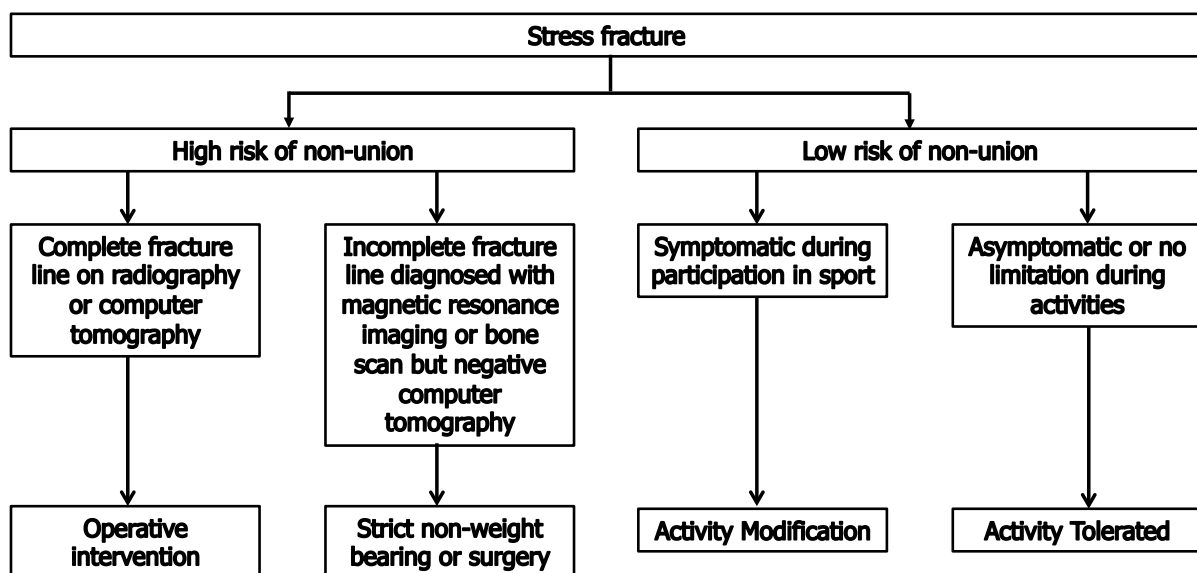 Stress fracture
High risk of non-union
Low risk of non-union
Complete fracture
line on radiography
or computer
tomography
Incomplete fracture
line diagnosed with
magnetic resonance
imaging or bone
scan but negative
computer
tomography
Symptomatic during
participation in sport
Asymptomatic or no
limitation during
activities
Operative
intervention
Strict non-weight
bearing or surgery
Activity Modification
Activity Tolerated